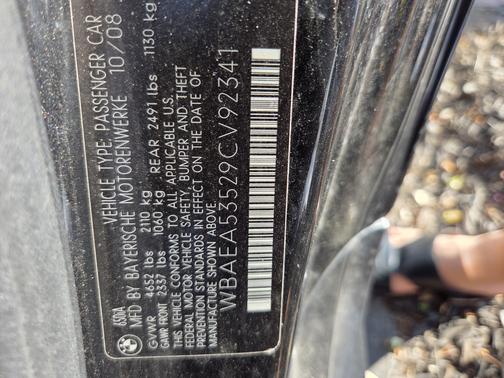 650A
VEHICLE TYPE: PASSENGER CAR
MFD BY BAYERISCHE MOTORENWERKE 10/08
GVWR 4652 lbs 2110 kg
GAWR FRONT 2337 lbs 1060 kg REAR 2491 lbs 1130 kg
THIS VEHICLE CONFORMS TO ALL APPLICABLE U.S.
FEDERAL MOTOR VEHICLE SAFETY, BUMPER AND THEFT
PREVENTION STANDARDS IN EFFECT ON THE DATE OF
MANUFACTURE SHOWN ABOVE.
WBAEA53529CV92341